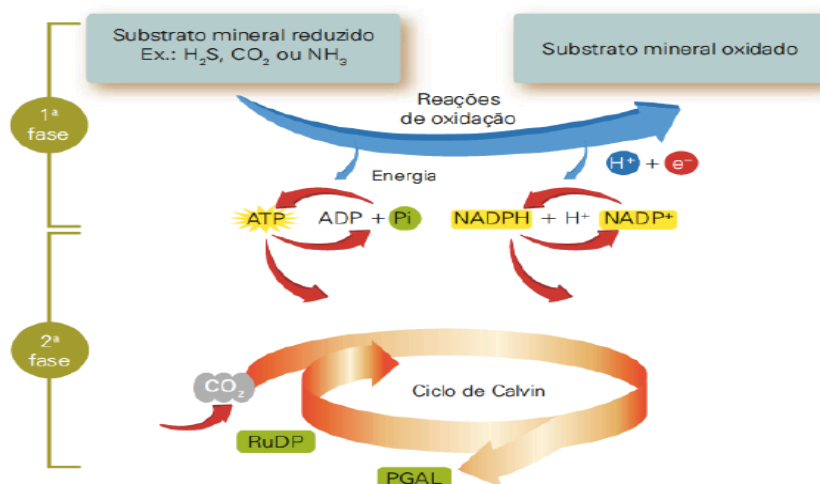 Substrato mineral reduzido
Ex.: H₂S, CO₂ ou NH₃
Substrato mineral oxidado
1ª
fase
Reações
de oxidação
Energia
H⁺ + e⁻
ATP
ADP + Pi
NADPH + H⁺ NADP⁺
2ª
fase
CO₂
Ciclo de Calvin
RuDP
PGAL